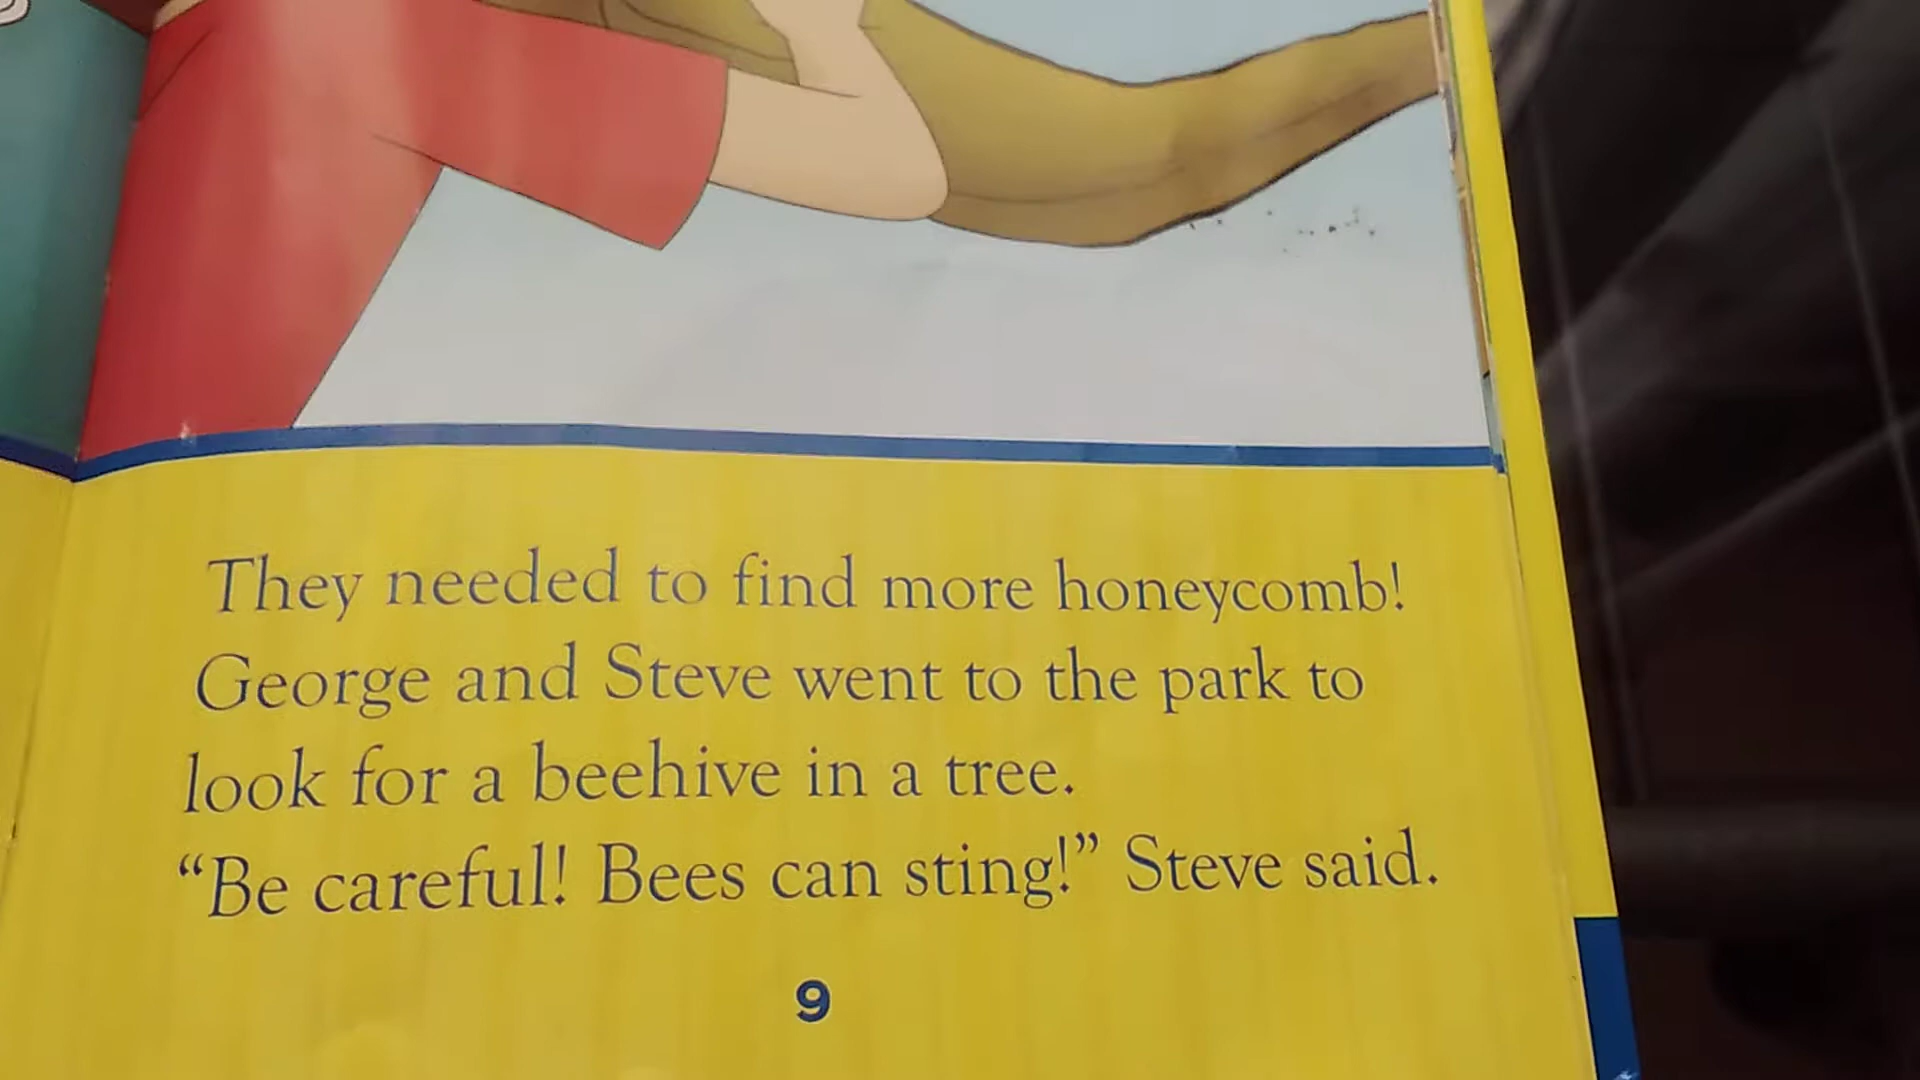 They needed to find more honeycomb!
George and Steve went to the park to
look for a beehive in a tree.
“Be careful! Bees can sting!” Steve said.
9